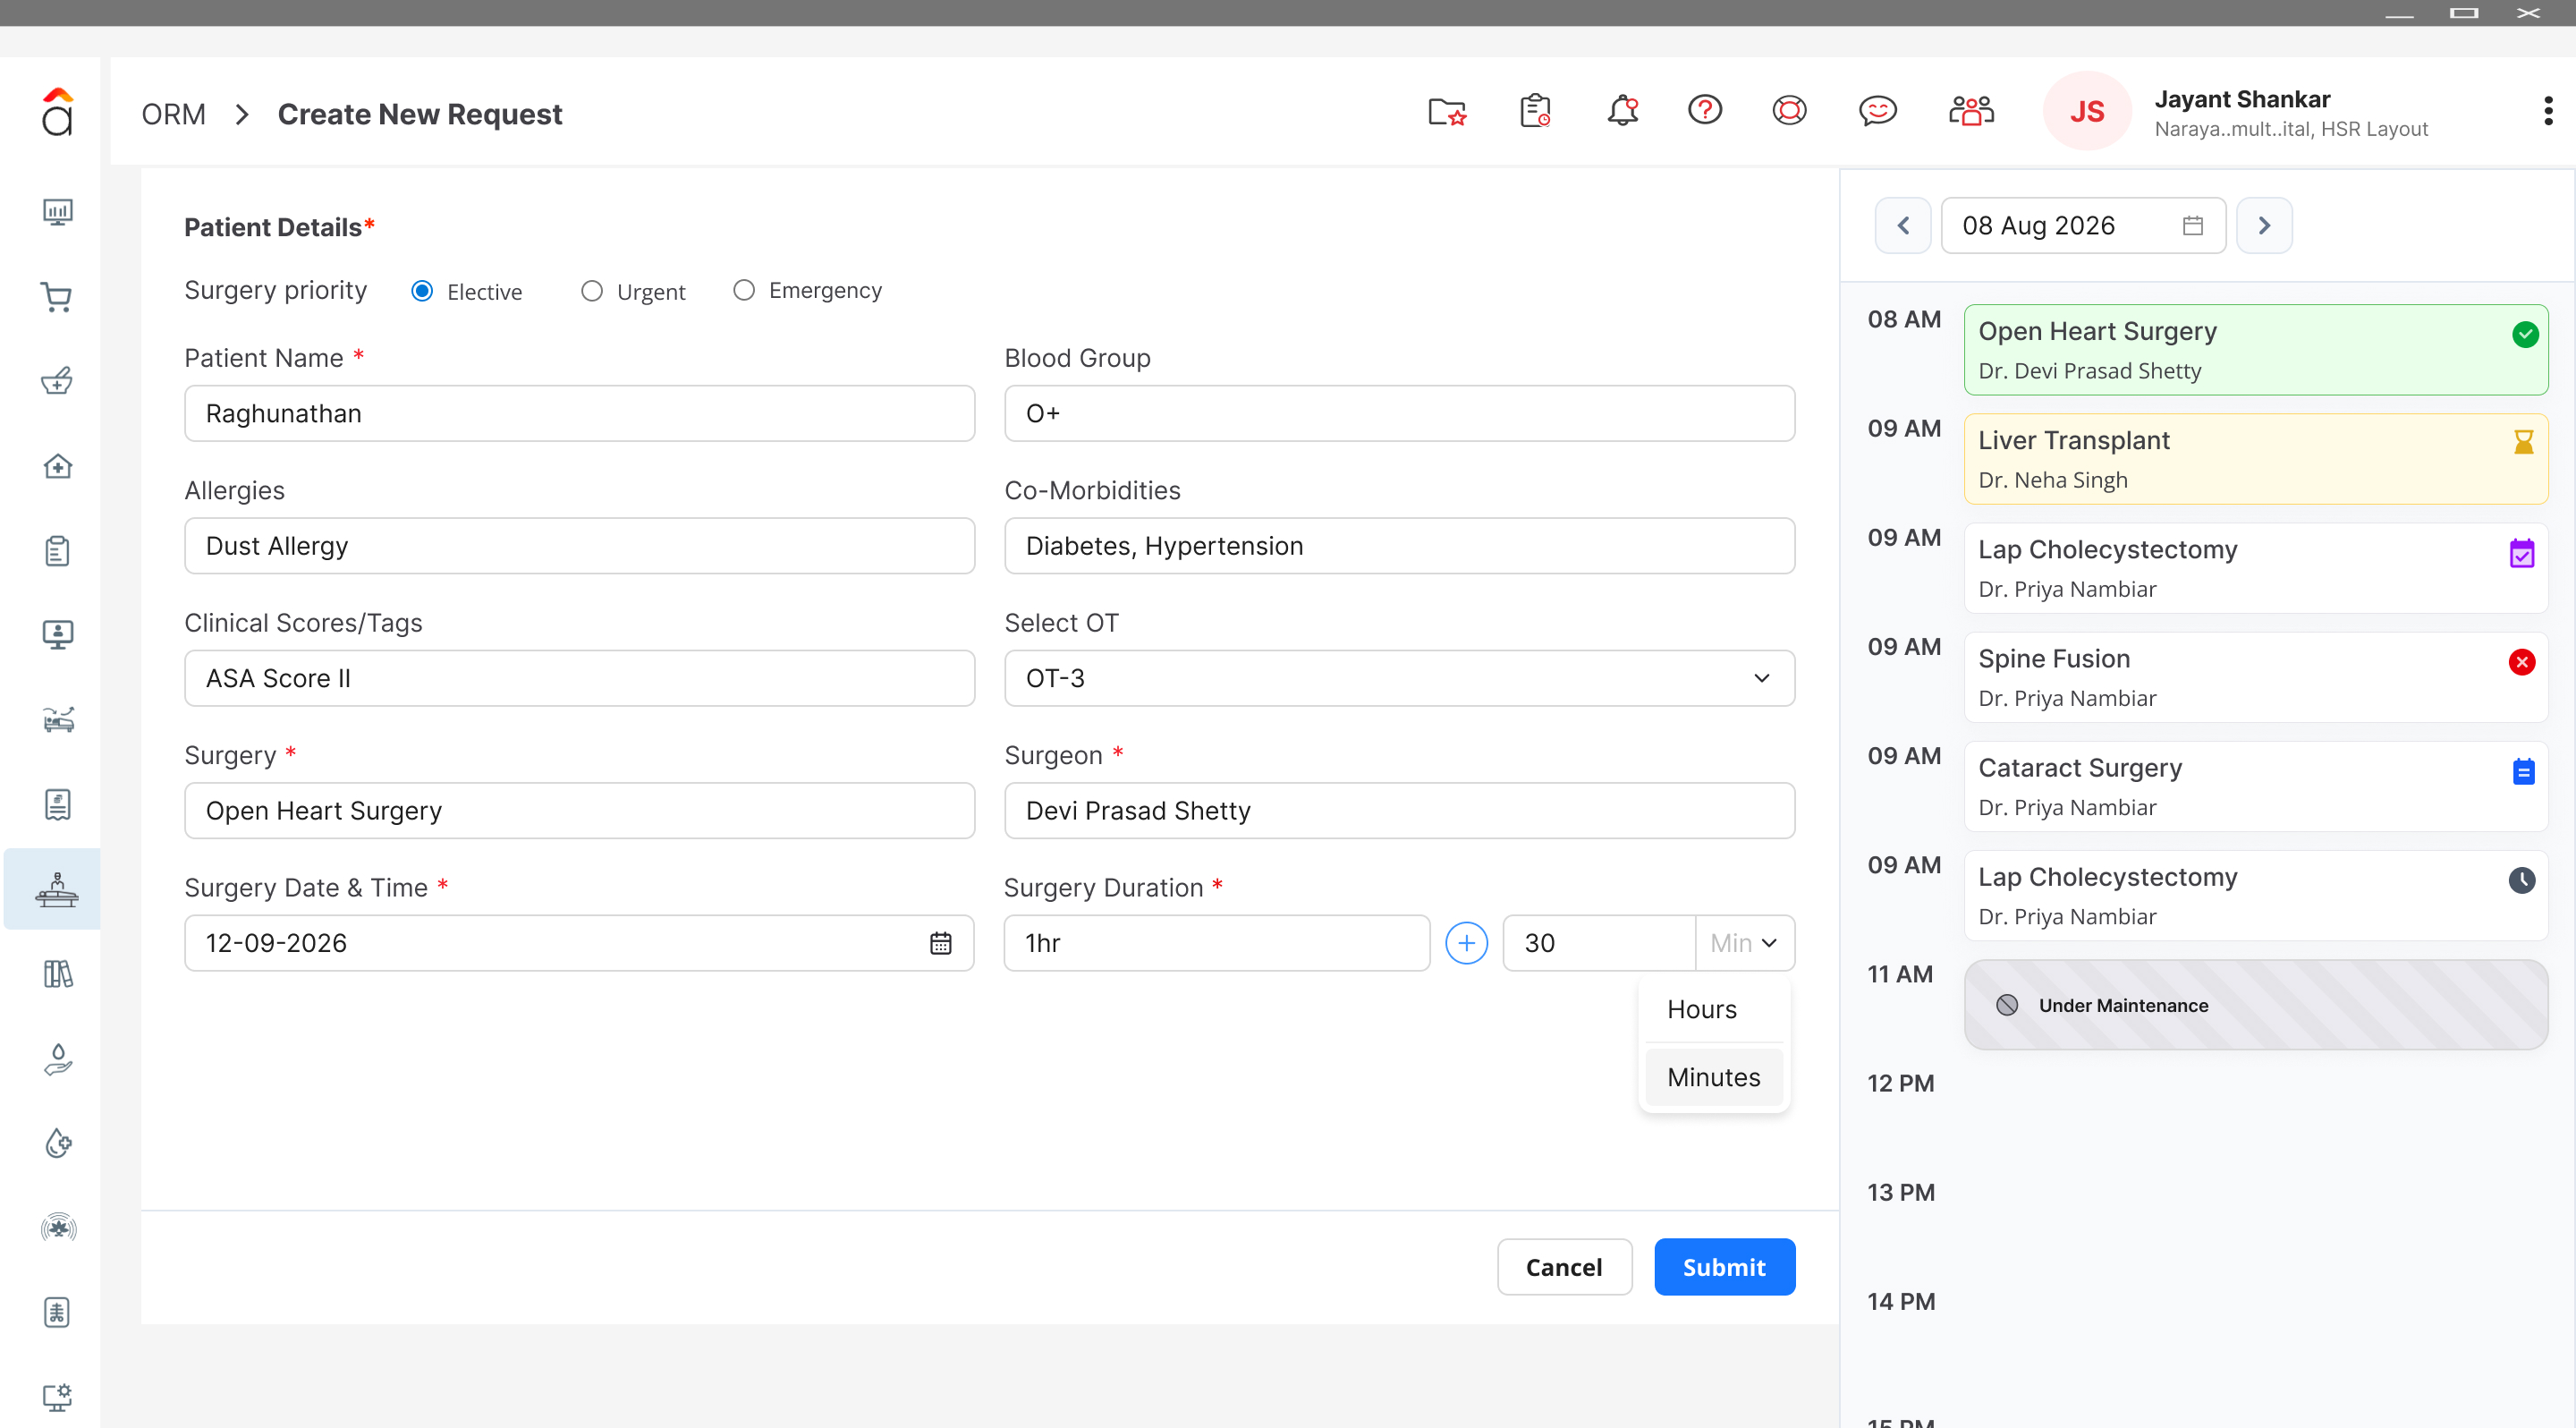 ORM > Create New Request
JS
Jayant Shankar
Naraya..mult..ital, HSR Layout
Patient Details*
Surgery priority Elective Urgent Emergency
Patient Name *
Raghunathan
Blood Group
O+
Allergies
Dust Allergy
Co-Morbidities
Diabetes, Hypertension
Clinical Scores/Tags
ASA Score II
Select OT
OT-3
Surgery *
Open Heart Surgery
Surgeon *
Devi Prasad Shetty
Surgery Date & Time *
12-09-2026
Surgery Duration *
1hr
30 Min
Hours
Minutes
Cancel
Submit
08 Aug 2026
08 AM
Open Heart Surgery
Dr. Devi Prasad Shetty
09 AM
Liver Transplant
Dr. Neha Singh
09 AM
Lap Cholecystectomy
Dr. Priya Nambiar
09 AM
Spine Fusion
Dr. Priya Nambiar
09 AM
Cataract Surgery
Dr. Priya Nambiar
09 AM
Lap Cholecystectomy
Dr. Priya Nambiar
11 AM
Under Maintenance
12 PM
13 PM
14 PM
15 PM